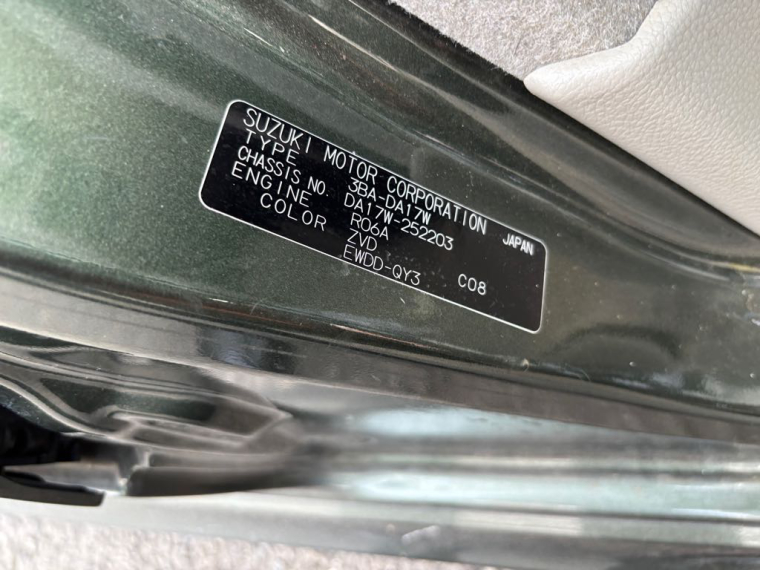 SUZUKI MOTOR CORPORATION JAPAN
TYPE 3BA-DA17W
CHASSIS NO. DA17W-252203
ENGINE R06A
COLOR ZVD
EWDD-QY3 C08